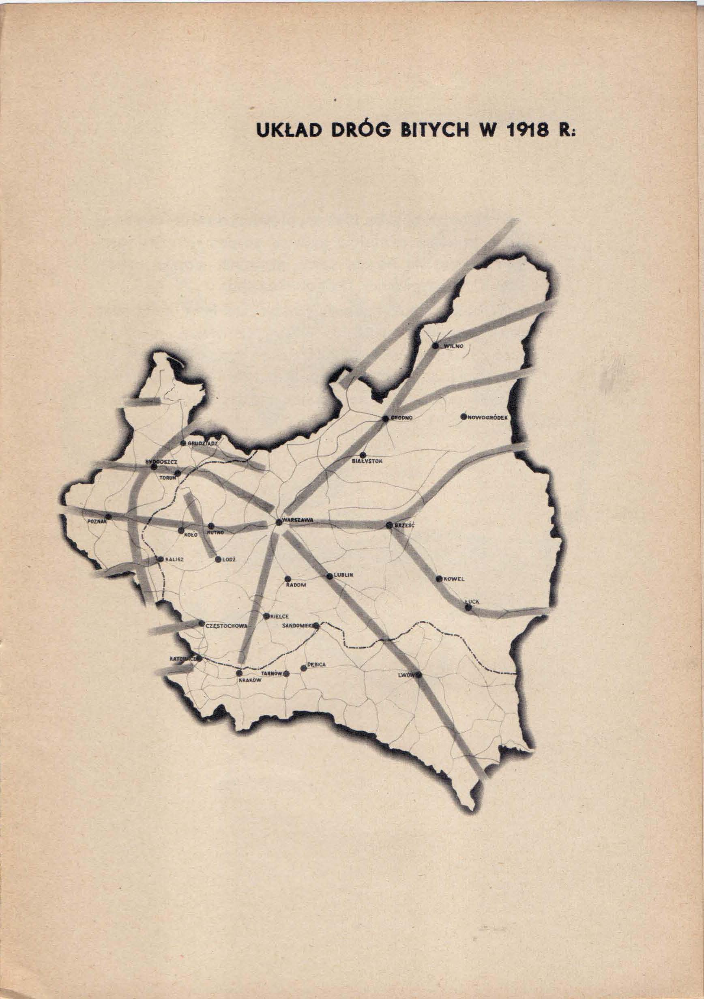 UKŁAD DRÓG BITYCH W 1918 R:
WILNO
GRODNO
NOWOGRÓDEK
GRUDZIĄDZ
BYDGOSZCZ
BIAŁYSTOK
TORUŃ
POZNAŃ
WARSZAWA
BRZEŚĆ
KOŁO
KUTNO
KALISZ
ŁODŹ
LUBLIN
KOWEL
RADOM
ŁUCK
KIELCE
CZĘSTOCHOWA
SANDOMIERZ
KATOWICE
DĘBICA
TARNÓW
LWÓW
KRAKÓW